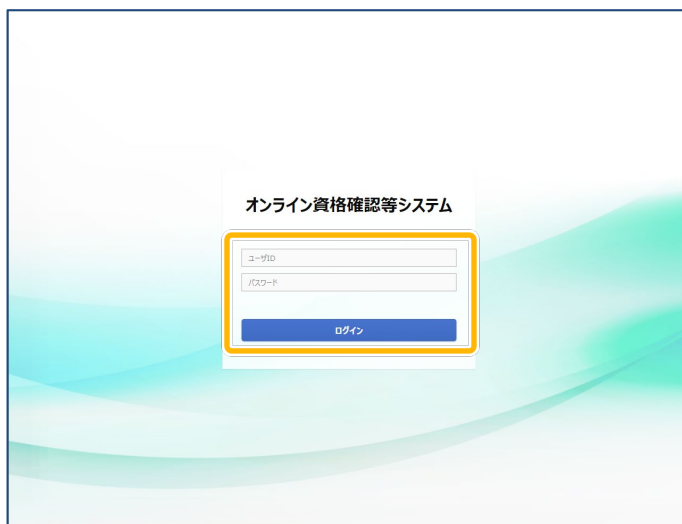 オンライン資格確認等システム
ユーザID
パスワード
ログイン